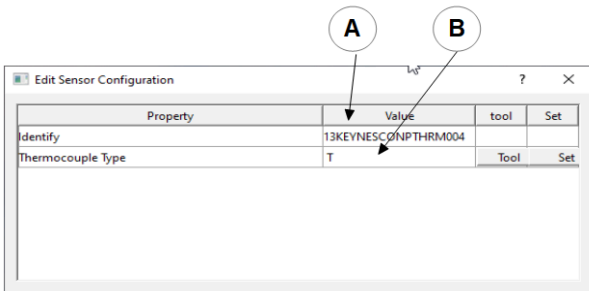 A B
Edit Sensor Configuration ? ×
Property Value tool Set
Identify 13KEYNESCONPTHRM004
Thermocouple Type T Tool Set